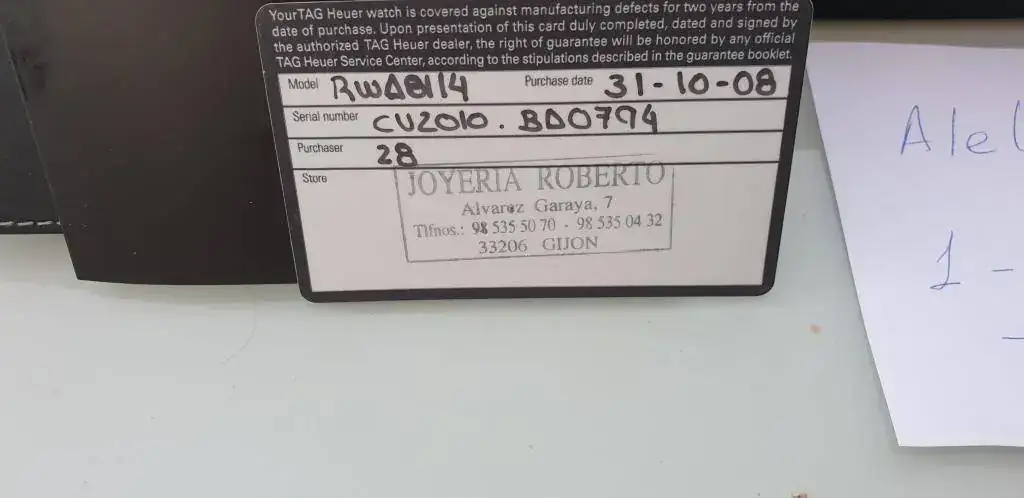 Your TAG Heuer watch is covered against manufacturing defects for two years from the
date of purchase. Upon presentation of this card duly completed, dated and signed by
the authorized TAG Heuer dealer, the right of guarantee will be honored by any official
TAG Heuer Service Center, according to the stipulations described in the guarantee booklet.
Model RWA8114 Purchase date 31-10-08
Serial number CV2010.BA0794
Purchaser 28
Store
JOYERIA ROBERTO
Alvarez Garaya, 7
Tlfnos.: 98 535 50 70 - 98 535 04 32
33206 GIJON
Ale
1 -